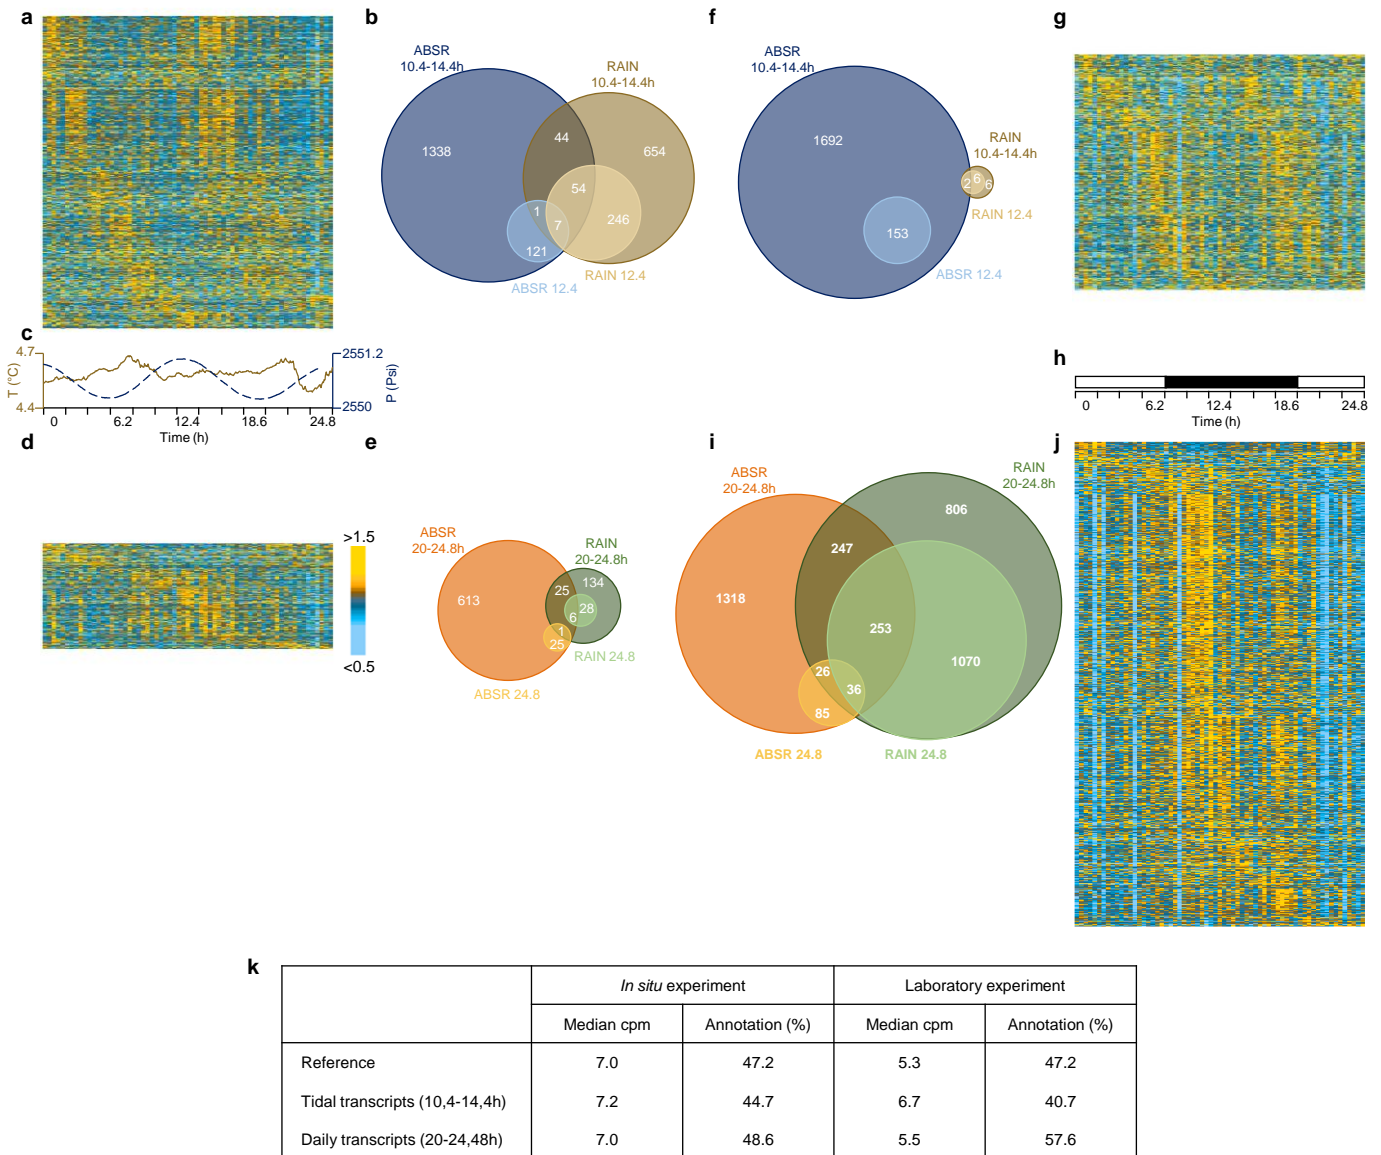 a
b
ABSR
10.4-14.4h
RAIN
10.4-14.4h
1338
44
654
54
1
7
246
121
RAIN 12.4
ABSR 12.4
f
ABSR
10.4-14.4h
1692
RAIN
10.4-14.4h
2 6 6
RAIN 12.4
153
ABSR 12.4
g
c
4.7
4.4
T (°C)
2551.2
2550
P (Psi)
0 6.2 12.4 18.6 24.8
Time (h)
h
0 6.2 12.4 18.6 24.8
Time (h)
d
>1.5
<0.5
e
ABSR
20-24.8h
RAIN
20-24.8h
613
25
134
6
28
1
25
RAIN 24.8
ABSR 24.8
i
ABSR
20-24.8h
RAIN
20-24.8h
806
247
1318
253
1070
26
36
85
ABSR 24.8
RAIN 24.8
j
k
In situ experiment Laboratory experiment
Median cpm Annotation (%) Median cpm Annotation (%)
Reference 7.0 47.2 5.3 47.2
Tidal transcripts (10,4-14,4h) 7.2 44.7 6.7 40.7
Daily transcripts (20-24,48h) 7.0 48.6 5.5 57.6